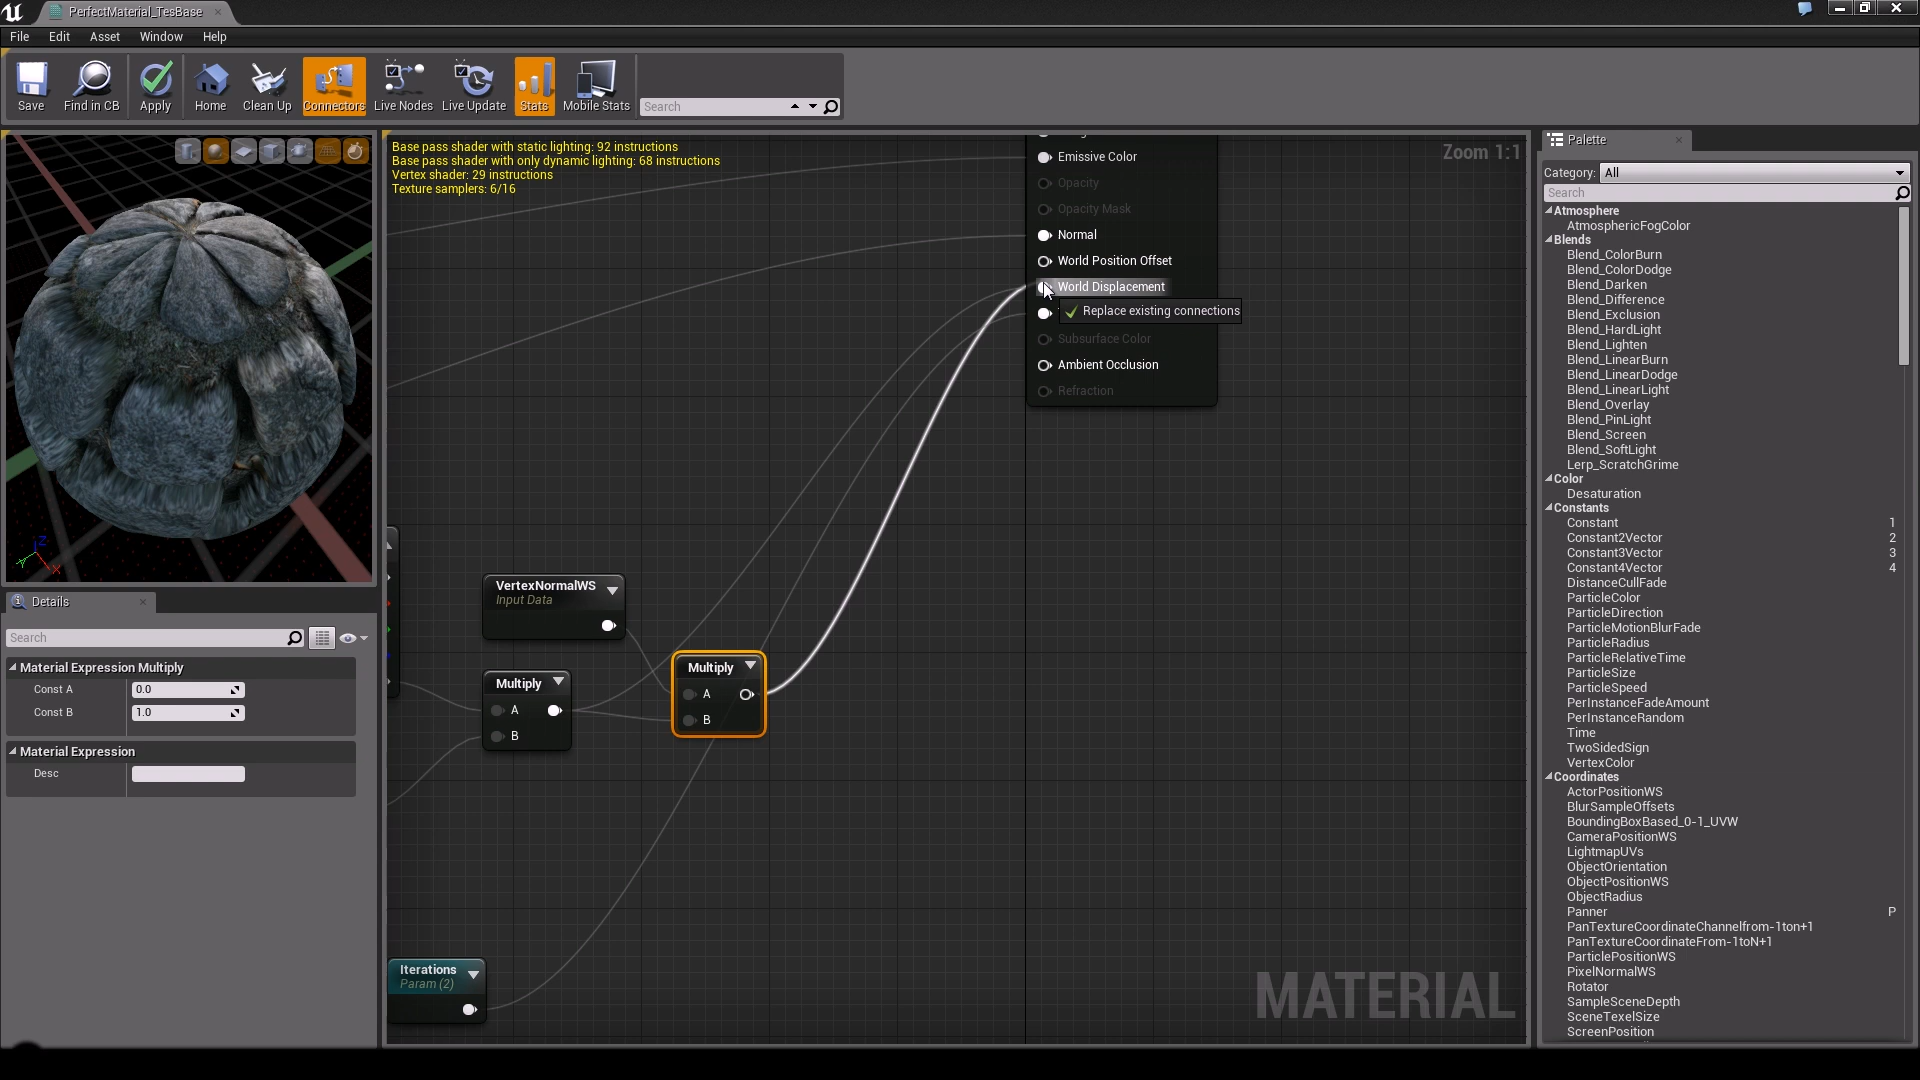 PerfectMaterial_TesBase
File Edit Asset Window Help
Save Find in CB Apply Home Clean Up Connectors Live Nodes Live Update Stats Mobile Stats Search
Base pass shader with static lighting: 92 instructions
Base pass shader with only dynamic lighting: 68 instructions
Vertex shader: 29 instructions
Texture samplers: 6/16
Zoom 1:1
Emissive Color
Opacity
Opacity Mask
Normal
World Position Offset
World Displacement
Replace existing connections
Subsurface Color
Ambient Occlusion
Refraction
VertexNormalWS
Input Data
Multiply
A
B
Multiply
A
B
Iterations
Param (2)
MATERIAL
Z
Y
X
Details
Search
Material Expression Multiply
Const A 0.0
Const B 1.0
Material Expression
Desc
Palette
Category: All
Search
Atmosphere
AtmosphericFogColor
Blends
Blend_ColorBurn
Blend_ColorDodge
Blend_Darken
Blend_Difference
Blend_Exclusion
Blend_HardLight
Blend_Lighten
Blend_LinearBurn
Blend_LinearDodge
Blend_LinearLight
Blend_Overlay
Blend_PinLight
Blend_Screen
Blend_SoftLight
Lerp_ScratchGrime
Color
Desaturation
Constants
Constant 1
Constant2Vector 2
Constant3Vector 3
Constant4Vector 4
DistanceCullFade
ParticleColor
ParticleDirection
ParticleMotionBlurFade
ParticleRadius
ParticleRelativeTime
ParticleSize
ParticleSpeed
PerInstanceFadeAmount
PerInstanceRandom
Time
TwoSidedSign
VertexColor
Coordinates
ActorPositionWS
BlurSampleOffsets
BoundingBoxBased_0-1_UVW
CameraPositionWS
LightmapUVs
ObjectOrientation
ObjectPositionWS
ObjectRadius
Panner P
PanTextureCoordinateChannelfrom-1ton+1
PanTextureCoordinateFrom-1toN+1
ParticlePositionWS
PixelNormalWS
Rotator
SampleSceneDepth
SceneTexelSize
ScreenPosition